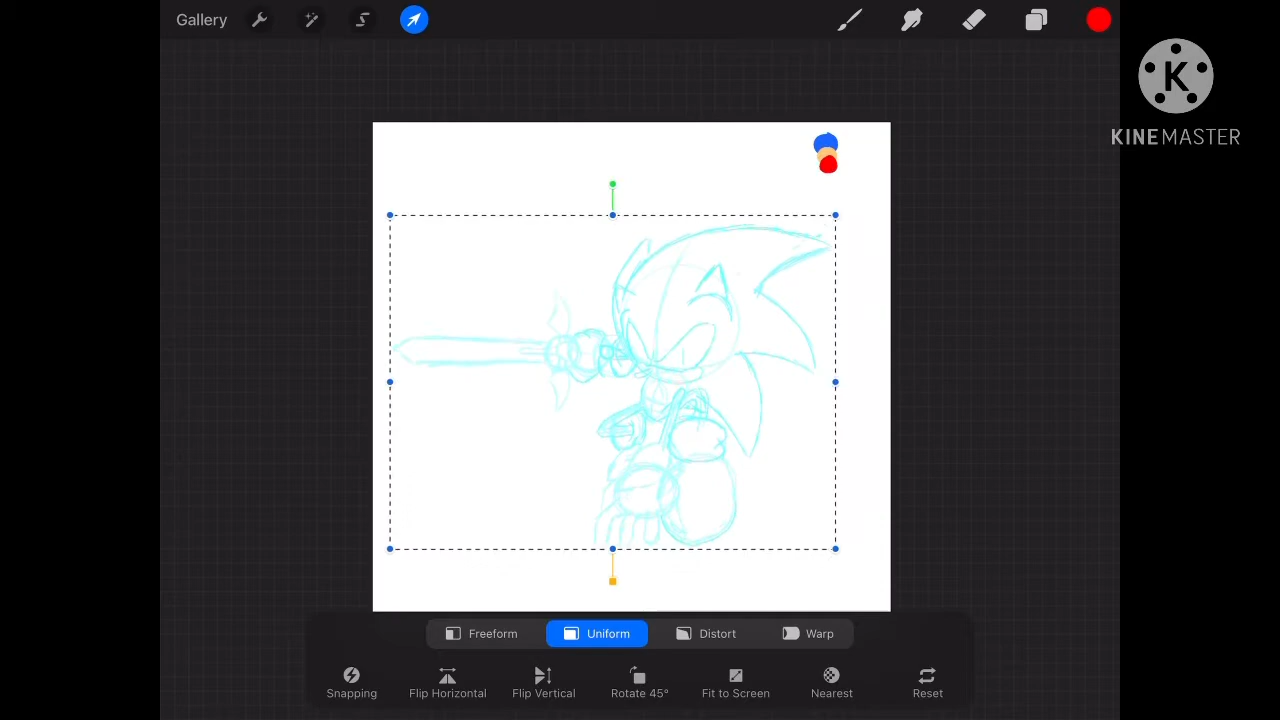 Gallery
KINEMASTER
Freeform Uniform Distort Warp
Snapping Flip Horizontal Flip Vertical Rotate 45° Fit to Screen Nearest Reset